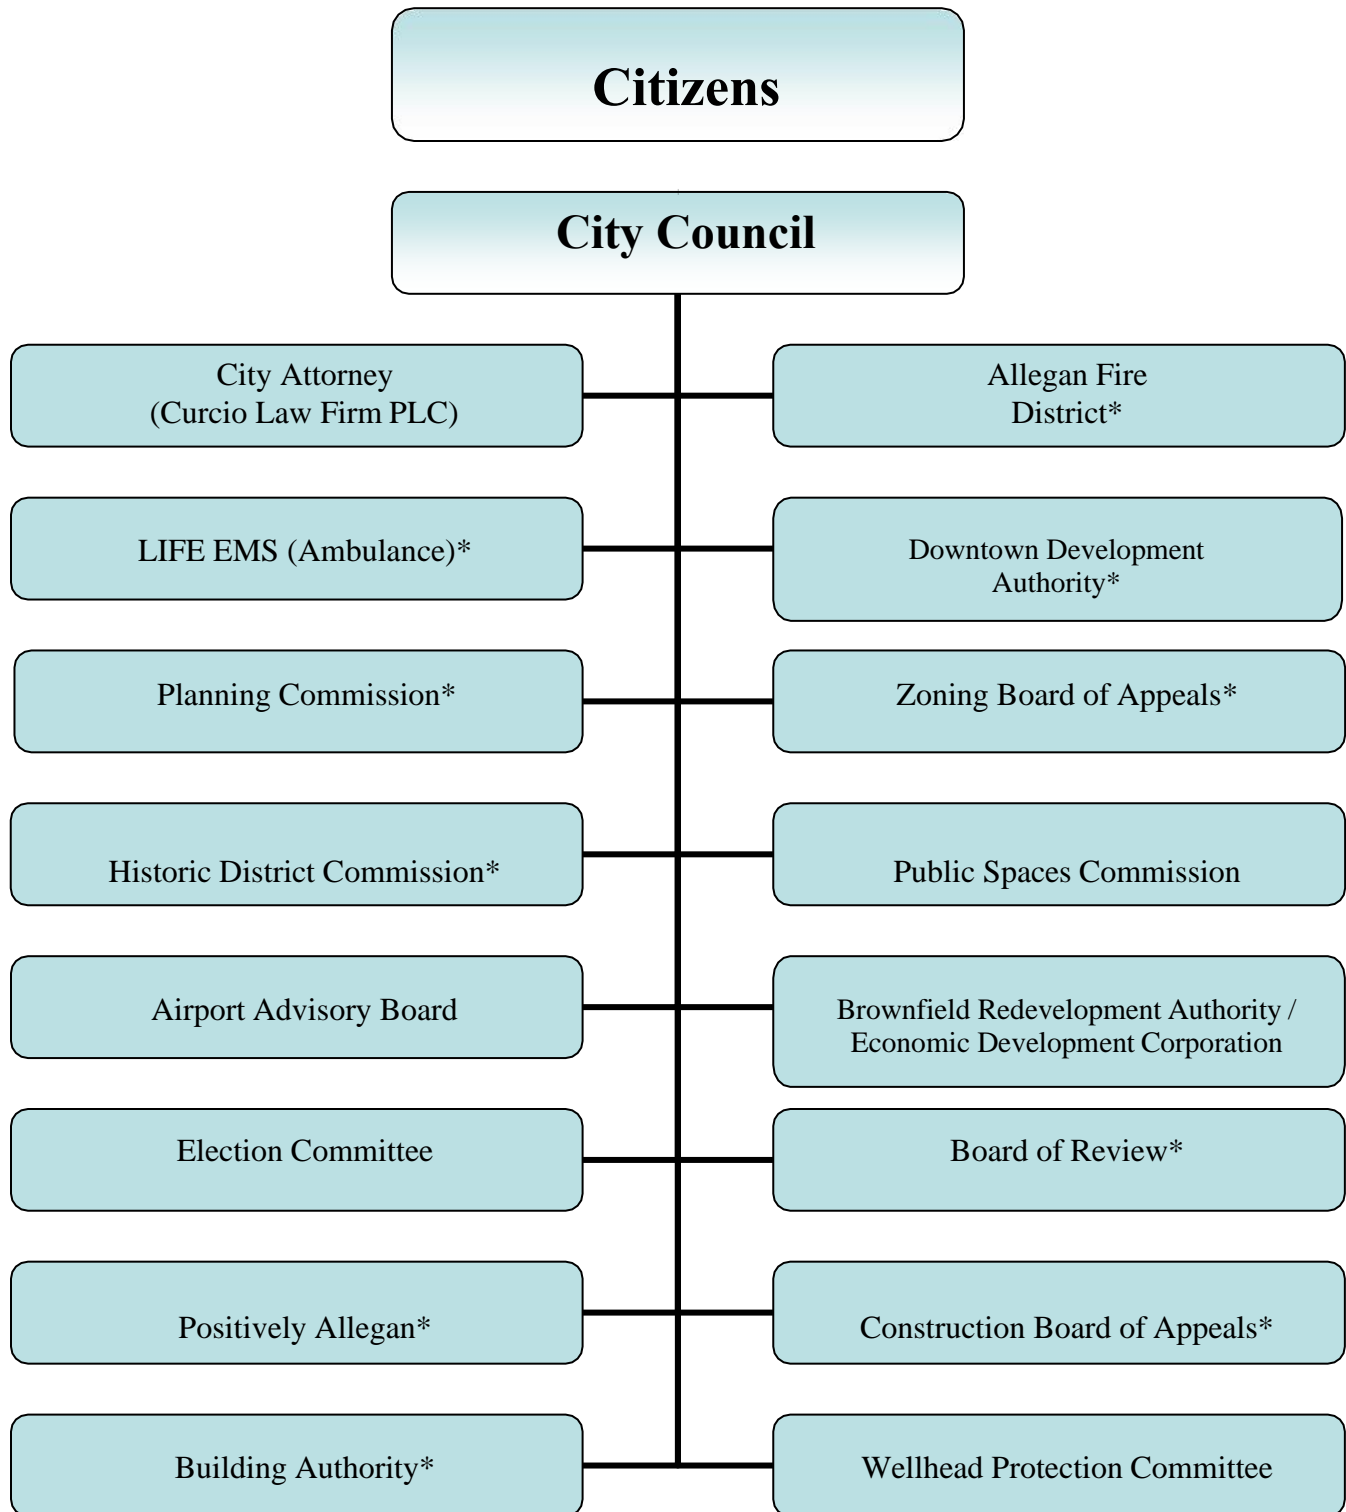 Citizens
City Council
City Attorney
(Curcio Law Firm PLC)
Allegan Fire
District*
LIFE EMS (Ambulance)*
Downtown Development
Authority*
Planning Commission*
Zoning Board of Appeals*
Historic District Commission*
Public Spaces Commission
Airport Advisory Board
Brownfield Redevelopment Authority /
Economic Development Corporation
Election Committee
Board of Review*
Positively Allegan*
Construction Board of Appeals*
Building Authority*
Wellhead Protection Committee